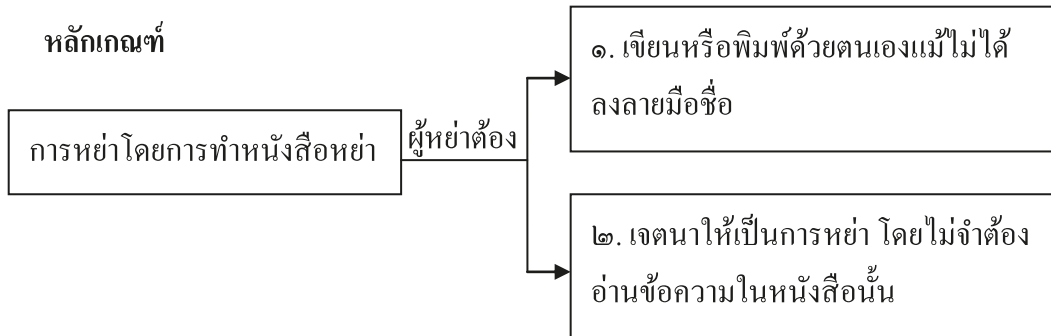 หลักเกณฑ์
การหย่าโดยการทำหนังสือหย่า
ผู้หย่าต้อง
๑. เขียนหรือพิมพ์ด้วยตนเองแม้ไม่ได้
ลงลายมือชื่อ
๒. เจตนาให้เป็นการหย่า โดยไม่จำต้อง
อ่านข้อความในหนังสือนั้น